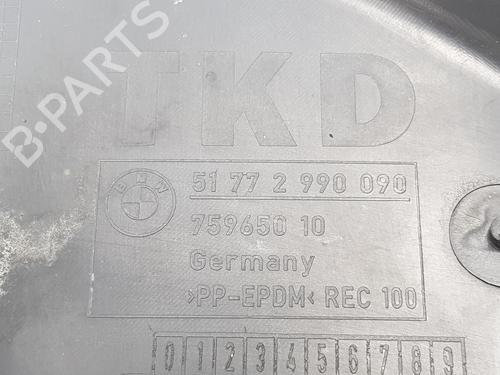 B-PARTS
TKD
BMW
51 77 2 990 090
759650 10
Germany
>PP-EPDM< REC 100
0 1 2 3 4 5 6 7 8 9